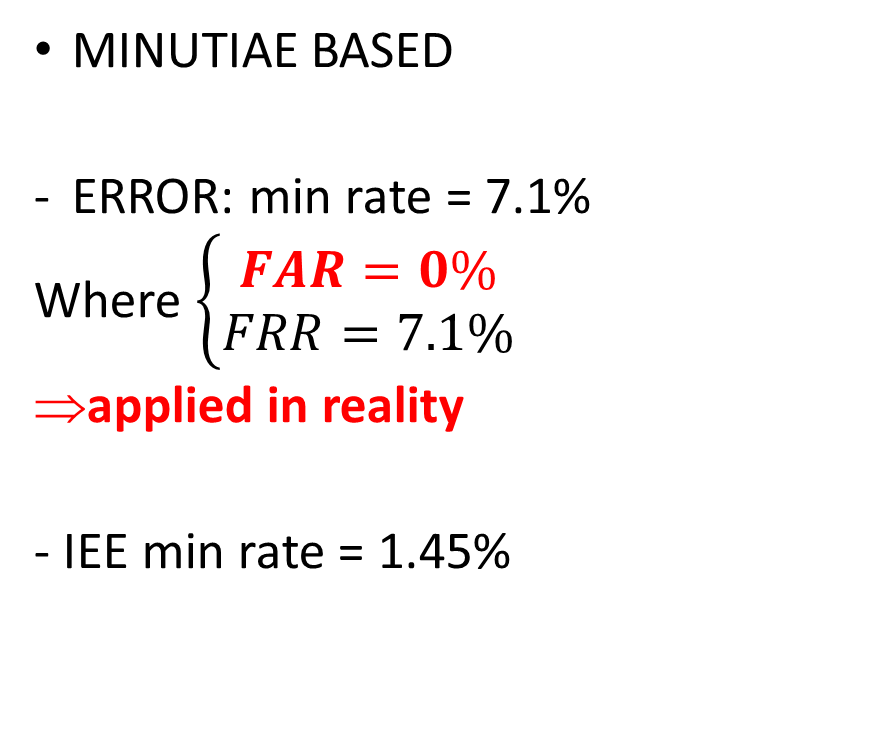 • MINUTIAE BASED
- ERROR: min rate = 7.1%
Where { FAR = 0%
FRR = 7.1%
⇒applied in reality
- IEE min rate = 1.45%